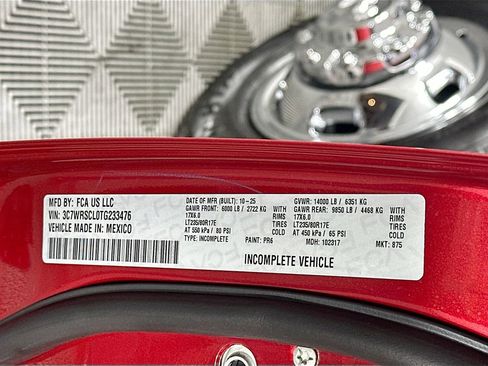 MFD BY: FCA US LLC
VIN: 3C7WRSCL0TG233476
VEHICLE MADE IN: MEXICO
DATE OF MFR (BUILT): 10-25
GAWR FRONT: 6000 LB / 2722 KG
17X6.0 WITH RIMS
LT235/80R17E TIRES
AT 550 kPa / 80 PSI COLD
TYPE: INCOMPLETE PAINT: PR6
GVWR: 14000 LB / 6351 KG
GAWR REAR: 9850 LB / 4468 KG
17X6.0 WITH RIMS
LT235/80R17E TIRES
AT 450 kPa / 65 PSI COLD
MDH: 102317 MKT: 875
INCOMPLETE VEHICLE